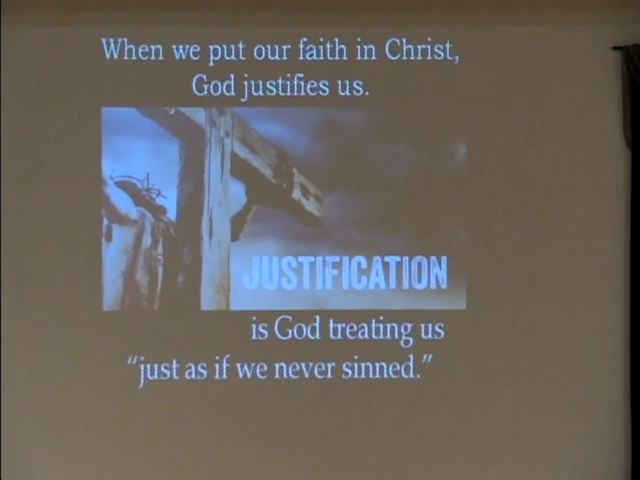 When we put our faith in Christ,
God justifies us.
JUSTIFICATION
is God treating us
“just as if we never sinned.”